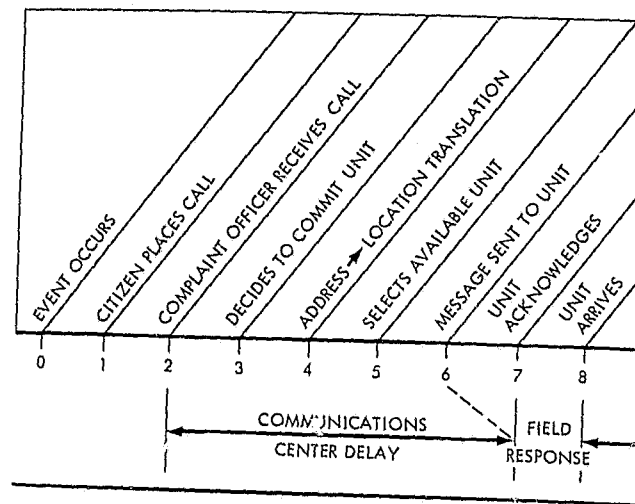 EVENT OCCURS
CITIZEN PLACES CALL
COMPLAINT OFFICER RECEIVES CALL
DECIDES TO COMMIT UNIT
ADDRESS → LOCATION TRANSLATION
SELECTS AVAILABLE UNIT
MESSAGE SENT TO UNIT
UNIT
ACKNOWLEDGES
UNIT
ARRIVES
0 1 2 3 4 5 6 7 8
COMMUNICATIONS
CENTER DELAY
FIELD
RESPONSE